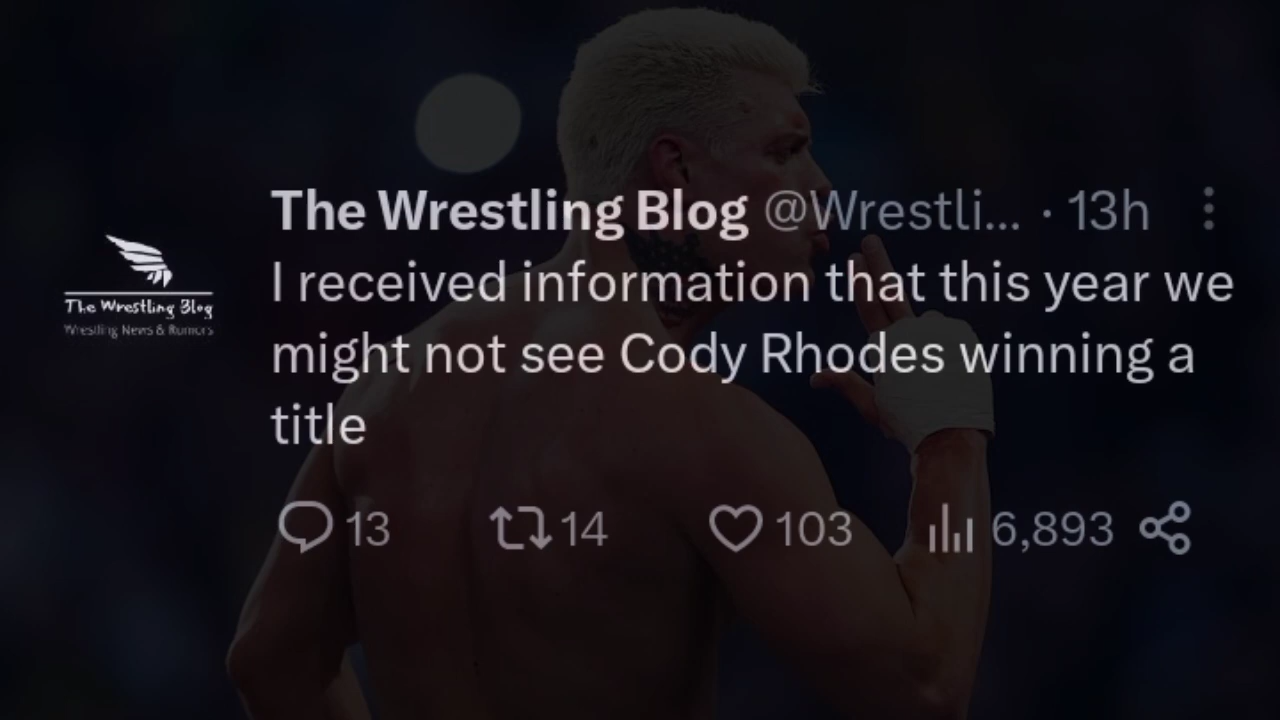 The Wrestling Blog @Wrestli... · 13h
I received information that this year we
might not see Cody Rhodes winning a
title
The Wrestling Blog
Wrestling News & Rumors
13 14 103 6,893